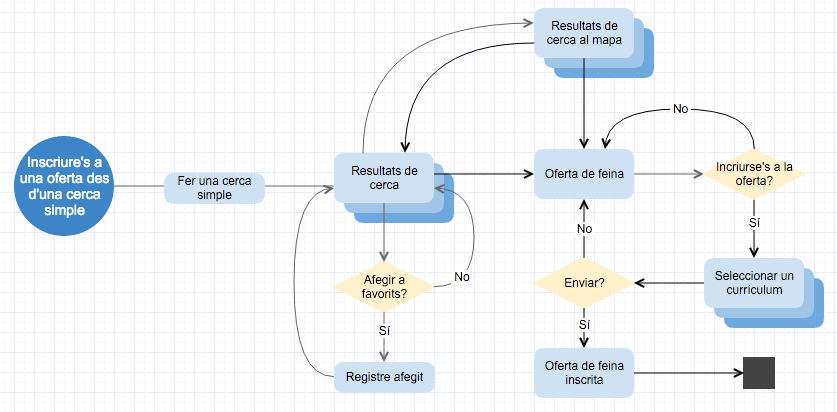 Resultats de
cerca al mapa
No
Inscriure's a
una oferta des
d'una cerca
simple
Fer una cerca
simple
Resultats de
cerca
Oferta de feina
Incriurse's a la
oferta?
Sí
No
Afegir a
favorits?
No
Enviar?
Seleccionar un
currículum
Sí
Sí
Registre afegit
Oferta de feina
inscrita